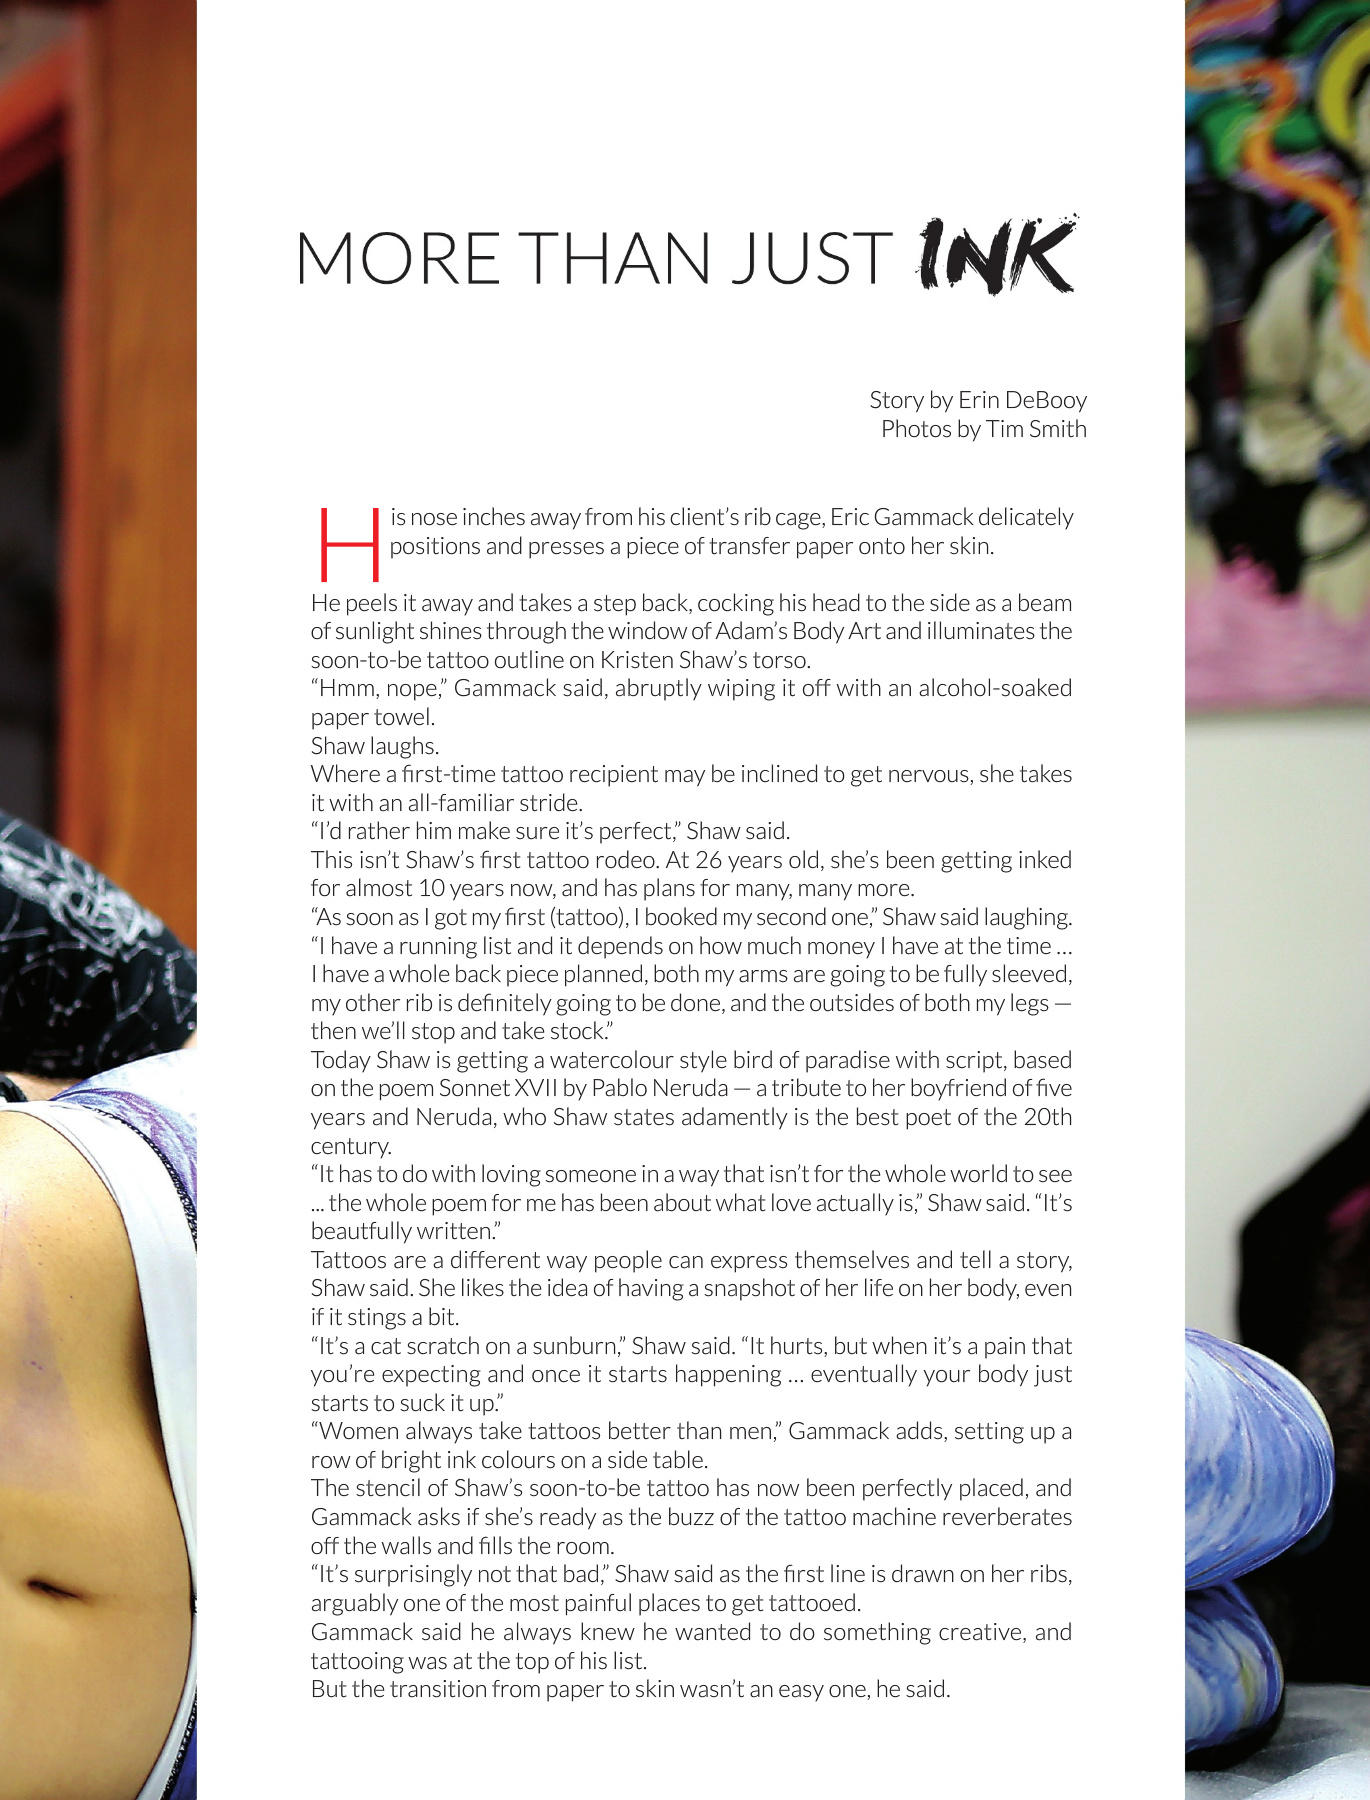 MORE THAN JUST INK
Story by Erin DeBooy
Photos by Tim Smith
His nose inches away from his client’s rib cage, Eric Gammack delicately
positions and presses a piece of transfer paper onto her skin.
He peels it away and takes a step back, cocking his head to the side as a beam
of sunlight shines through the window of Adam’s Body Art and illuminates the
soon-to-be tattoo outline on Kristen Shaw’s torso.
“Hmm, nope,” Gammack said, abruptly wiping it off with an alcohol-soaked
paper towel.
Shaw laughs.
Where a first-time tattoo recipient may be inclined to get nervous, she takes
it with an all-familiar stride.
“I’d rather him make sure it’s perfect,” Shaw said.
This isn’t Shaw’s first tattoo rodeo. At 26 years old, she’s been getting inked
for almost 10 years now, and has plans for many, many more.
“As soon as I got my first (tattoo), I booked my second one,” Shaw said laughing.
“I have a running list and it depends on how much money I have at the time …
I have a whole back piece planned, both my arms are going to be fully sleeved,
my other rib is definitely going to be done, and the outsides of both my legs —
then we’ll stop and take stock.”
Today Shaw is getting a watercolour style bird of paradise with script, based
on the poem Sonnet XVII by Pablo Neruda — a tribute to her boyfriend of five
years and Neruda, who Shaw states adamently is the best poet of the 20th
century.
“It has to do with loving someone in a way that isn’t for the whole world to see
... the whole poem for me has been about what love actually is,” Shaw said. “It’s
beautfully written.”
Tattoos are a different way people can express themselves and tell a story,
Shaw said. She likes the idea of having a snapshot of her life on her body, even
if it stings a bit.
“It’s a cat scratch on a sunburn,” Shaw said. “It hurts, but when it’s a pain that
you’re expecting and once it starts happening … eventually your body just
starts to suck it up.”
“Women always take tattoos better than men,” Gammack adds, setting up a
row of bright ink colours on a side table.
The stencil of Shaw’s soon-to-be tattoo has now been perfectly placed, and
Gammack asks if she’s ready as the buzz of the tattoo machine reverberates
off the walls and fills the room.
“It’s surprisingly not that bad,” Shaw said as the first line is drawn on her ribs,
arguably one of the most painful places to get tattooed.
Gammack said he always knew he wanted to do something creative, and
tattooing was at the top of his list.
But the transition from paper to skin wasn’t an easy one, he said.